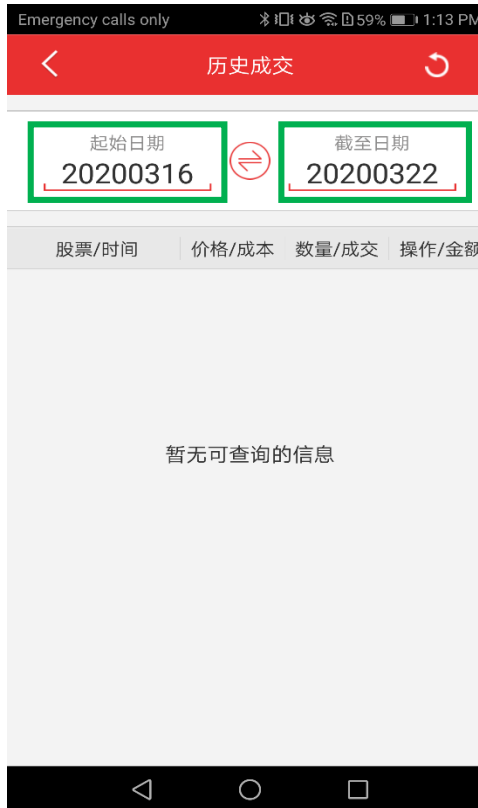 Emergency calls only 59% 1:13 PM
历史成交
起始日期 截至日期
20200316 20200322
股票/时间 价格/成本 数量/成交 操作/金额
暂无可查询的信息